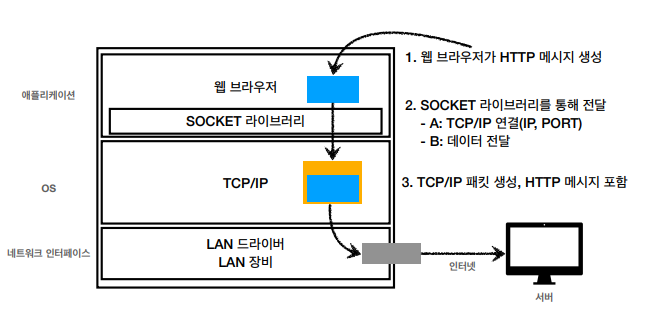 1. 웹 브라우저가 HTTP 메시지 생성
애플리케이션
웹 브라우저
SOCKET 라이브러리
2. SOCKET 라이브러리를 통해 전달
- A: TCP/IP 연결(IP, PORT)
- B: 데이터 전달
OS
TCP/IP
3. TCP/IP 패킷 생성, HTTP 메시지 포함
네트워크 인터페이스
LAN 드라이버
LAN 장비
인터넷
서버